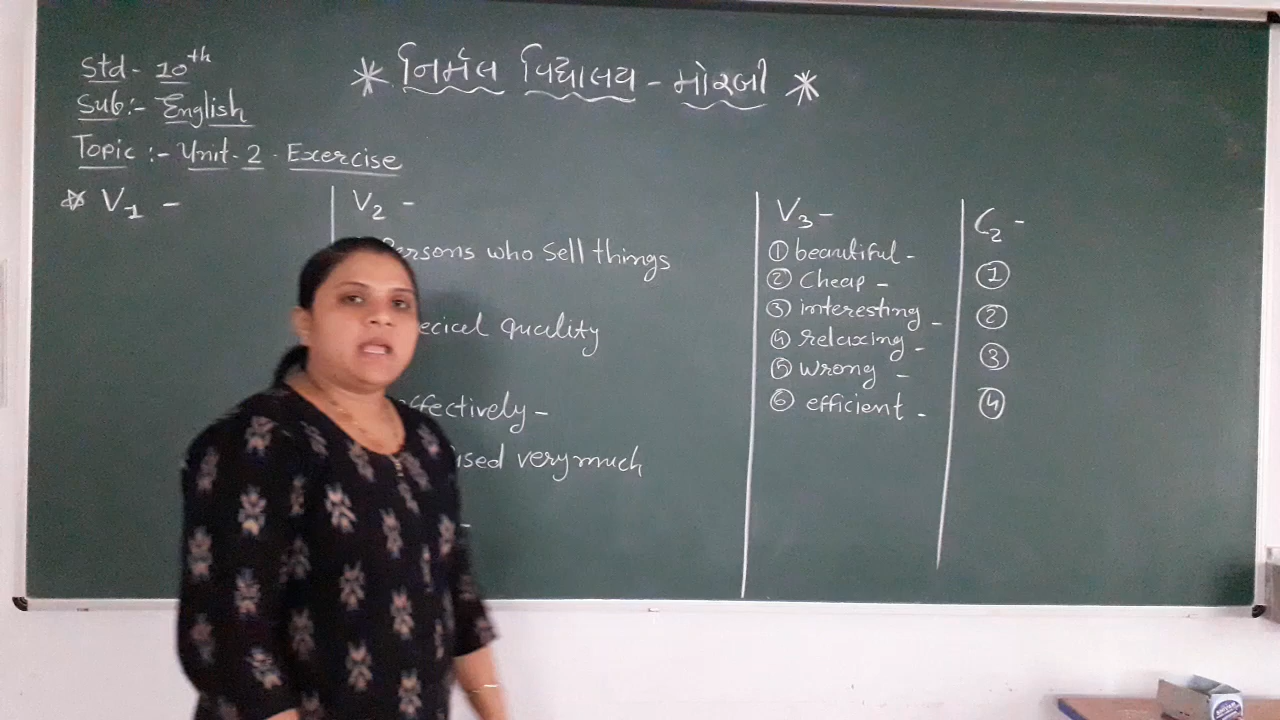 Std - 10th
Sub:- English
Topic :- Unit - 2 - Exercise
* નિર્મલ વિદ્યાલય - મોરબી *
V1 -
V2 -
Persons who sell things
quality
effectively -
very much
-
V3 -
① beautiful -
② Cheap -
③ interesting -
④ relaxing -
⑤ wrong -
⑥ efficient -
C2 -
①
②
③
④